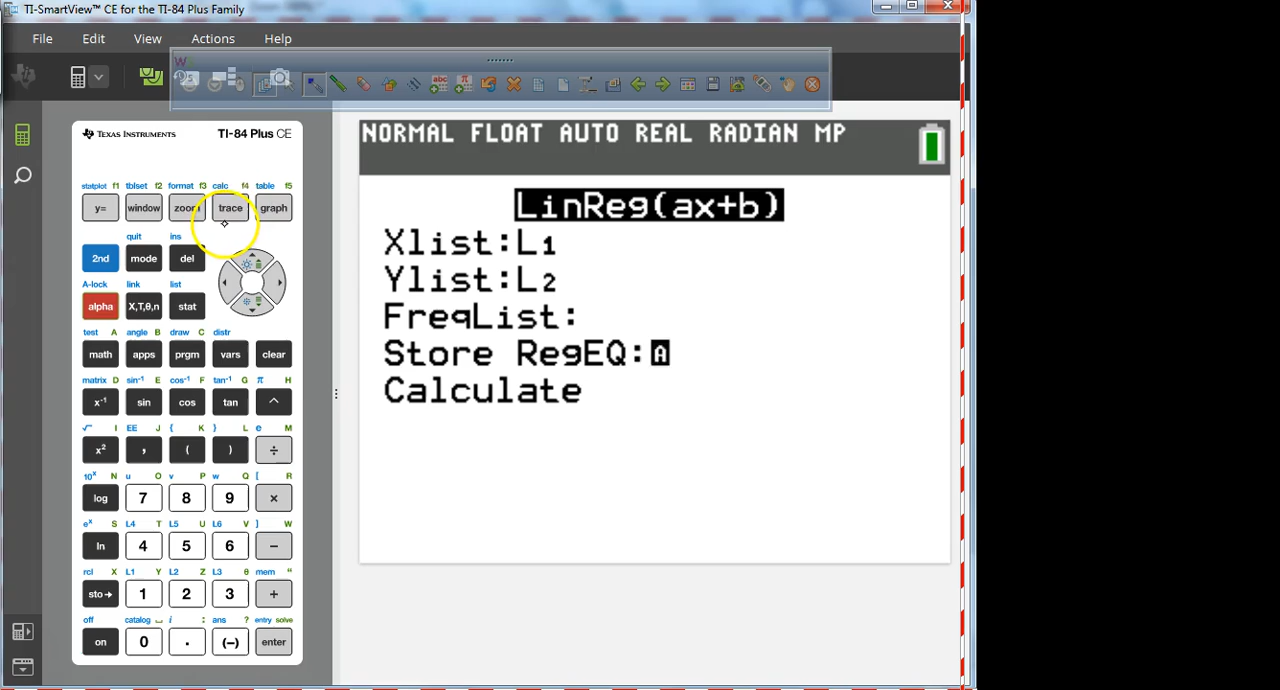 TI-SmartView™ CE for the TI-84 Plus Family
File Edit View Actions Help
W
abc π
TEXAS INSTRUMENTS TI-84 Plus CE
NORMAL FLOAT AUTO REAL RADIAN MP
LinReg(ax+b)
Xlist:L1
Ylist:L2
FreqList:
Store RegEQ:A
Calculate
statplot f1 tblset f2 format f3 calc f4 table f5
y= window zoom trace graph
quit ins
2nd mode del
A-lock link list
alpha X,T,θ,n stat
test A angle B draw C distr
math apps prgm vars clear
matrix D sin⁻¹ E cos⁻¹ F tan⁻¹ G π H
x⁻¹ sin cos tan ^
√ I EE J { K } L e M
x² , ( ) ÷
10ˣ N u O v P w Q [ R
log 7 8 9 ×
eˣ S L4 T L5 U L6 V ] W
ln 4 5 6 −
rcl X L1 Y L2 Z L3 θ mem "
sto→ 1 2 3 +
off catalog i : ans ? entry solve
on 0 . (−) enter